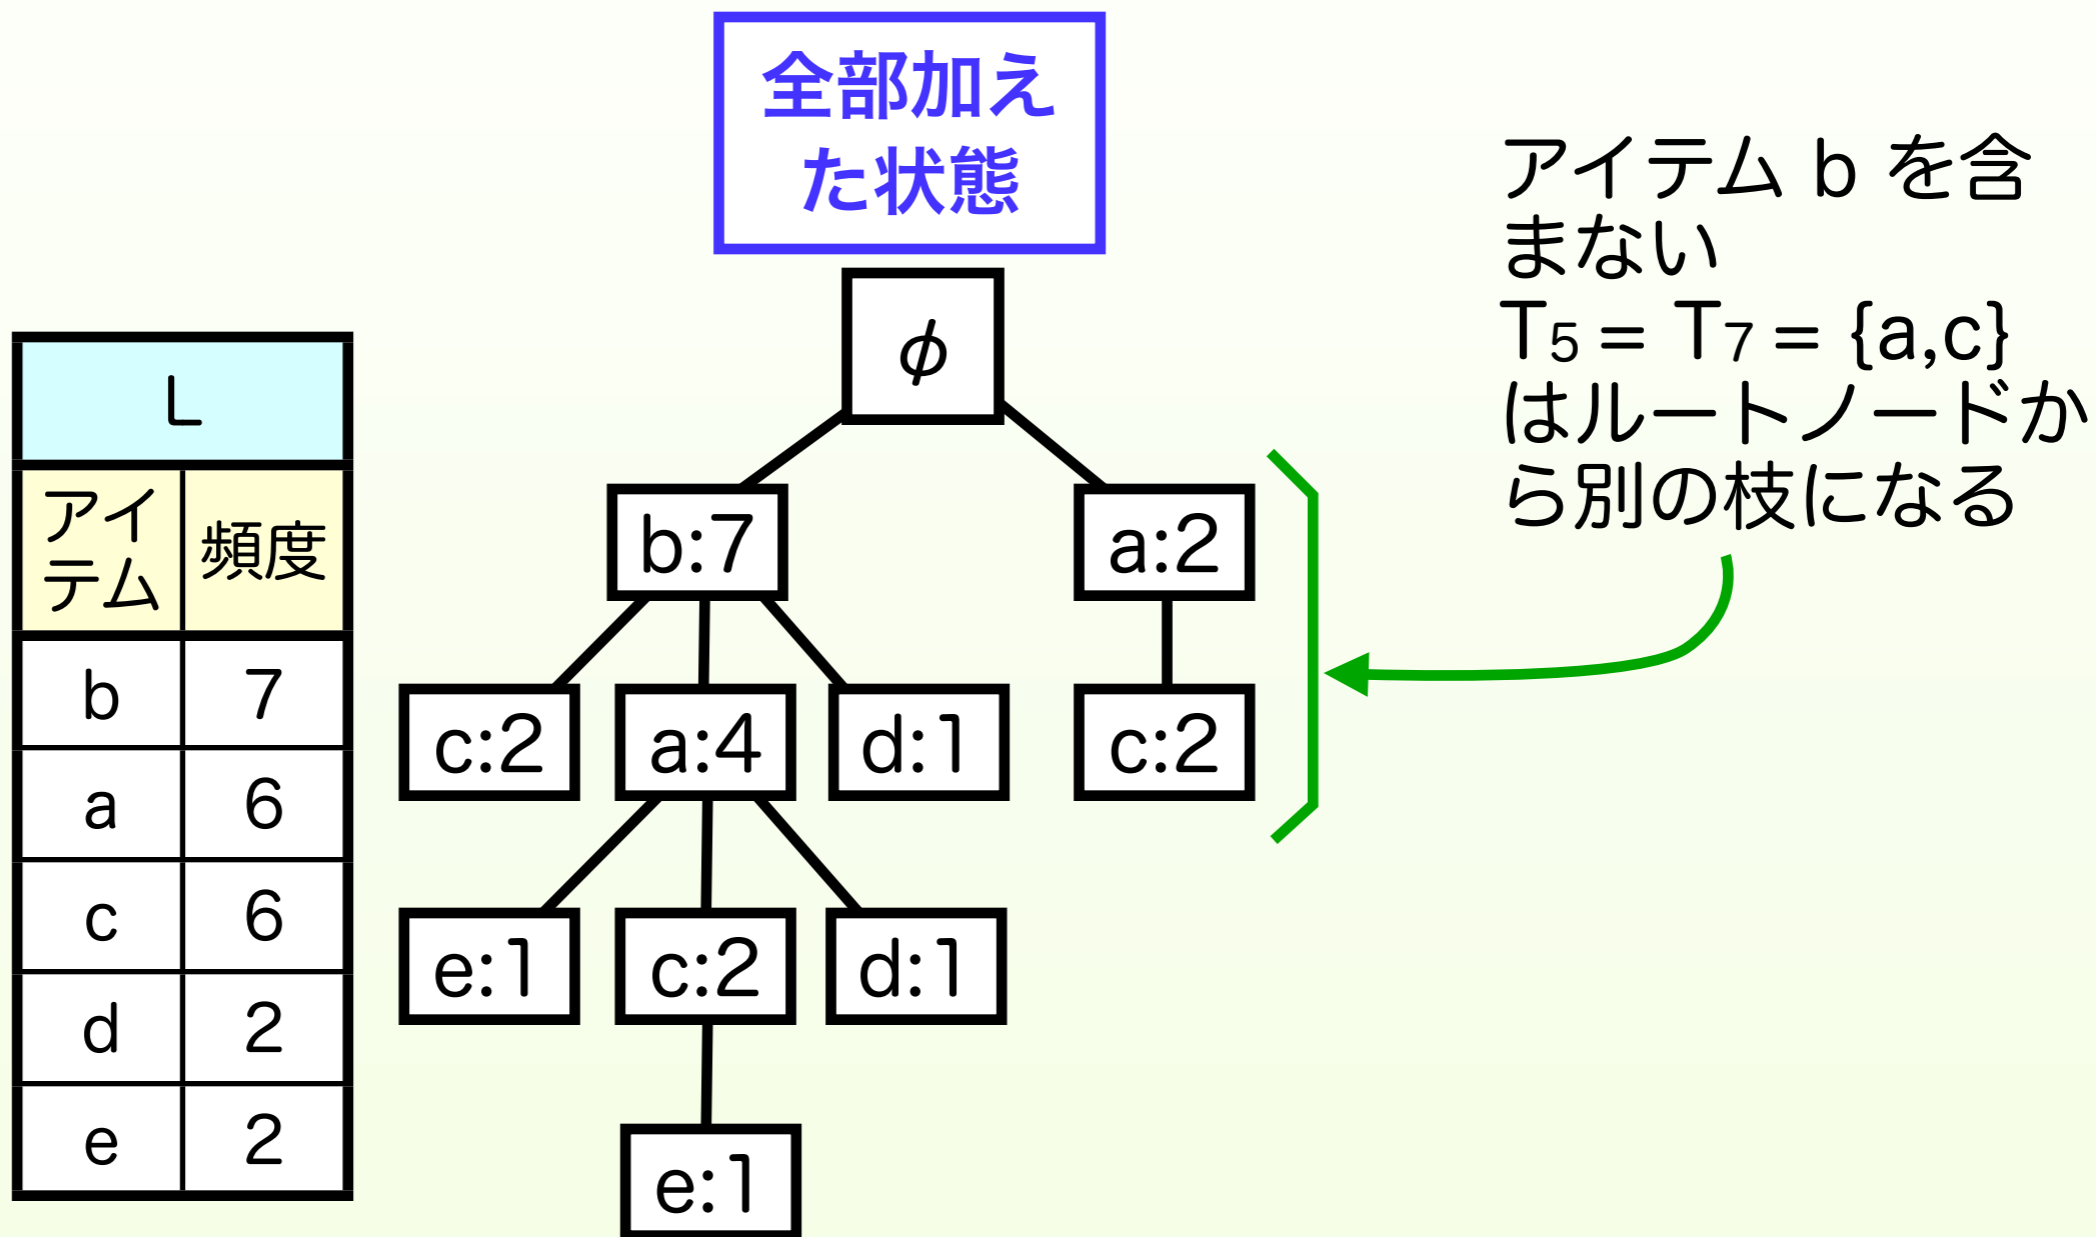 全部加え
た状態
アイテム b を含
まない
T5 = T7 = {a,c}
はルートノードか
ら別の枝になる
L
アイ
テム
頻度
b 7
a 6
c 6
d 2
e 2
φ
b:7 a:2
c:2 a:4 d:1 c:2
e:1 c:2 d:1
e:1